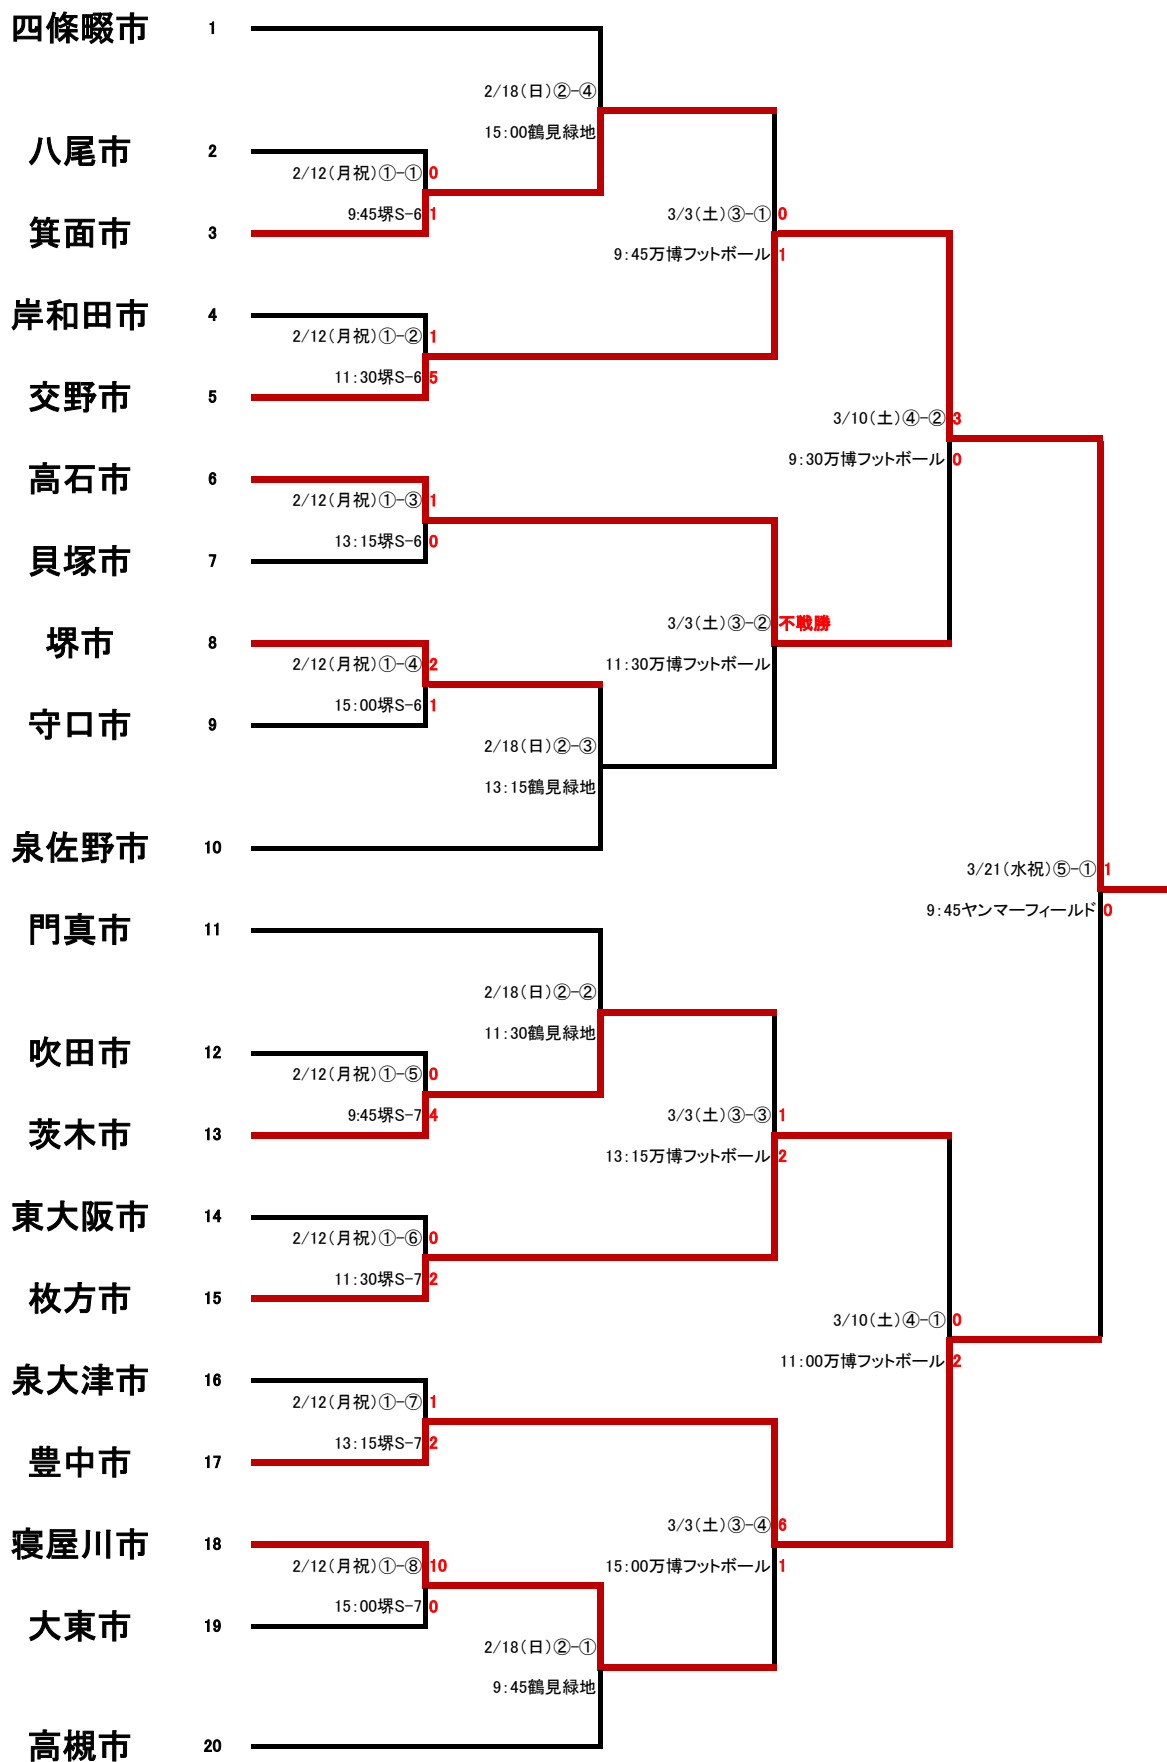 四條畷市 1
2/18(日)②-④
15:00鶴見緑地
八尾市 2
2/12(月祝)①-① 0
9:45堺S-6 1
箕面市 3
3/3(土)③-① 0
9:45万博フットボール 1
岸和田市 4
2/12(月祝)①-② 1
11:30堺S-6 5
交野市 5
3/10(土)④-② 3
9:30万博フットボール 0
高石市 6
2/12(月祝)①-③ 1
13:15堺S-6 0
貝塚市 7
3/3(土)③-② 不戦勝
11:30万博フットボール
堺市 8
2/12(月祝)①-④ 2
15:00堺S-6 1
守口市 9
2/18(日)②-③
13:15鶴見緑地
泉佐野市 10
3/21(水祝)⑤-① 1
9:45ヤンマーフィールド 0
門真市 11
2/18(日)②-②
11:30鶴見緑地
吹田市 12
2/12(月祝)①-⑤ 0
9:45堺S-7 4
茨木市 13
3/3(土)③-③ 1
13:15万博フットボール 2
東大阪市 14
2/12(月祝)①-⑥ 0
11:30堺S-7 2
枚方市 15
3/10(土)④-① 0
11:00万博フットボール 2
泉大津市 16
2/12(月祝)①-⑦ 1
13:15堺S-7 2
豊中市 17
3/3(土)③-④ 6
15:00万博フットボール 1
寝屋川市 18
2/12(月祝)①-⑧ 10
15:00堺S-7 0
大東市 19
2/18(日)②-①
9:45鶴見緑地
高槻市 20